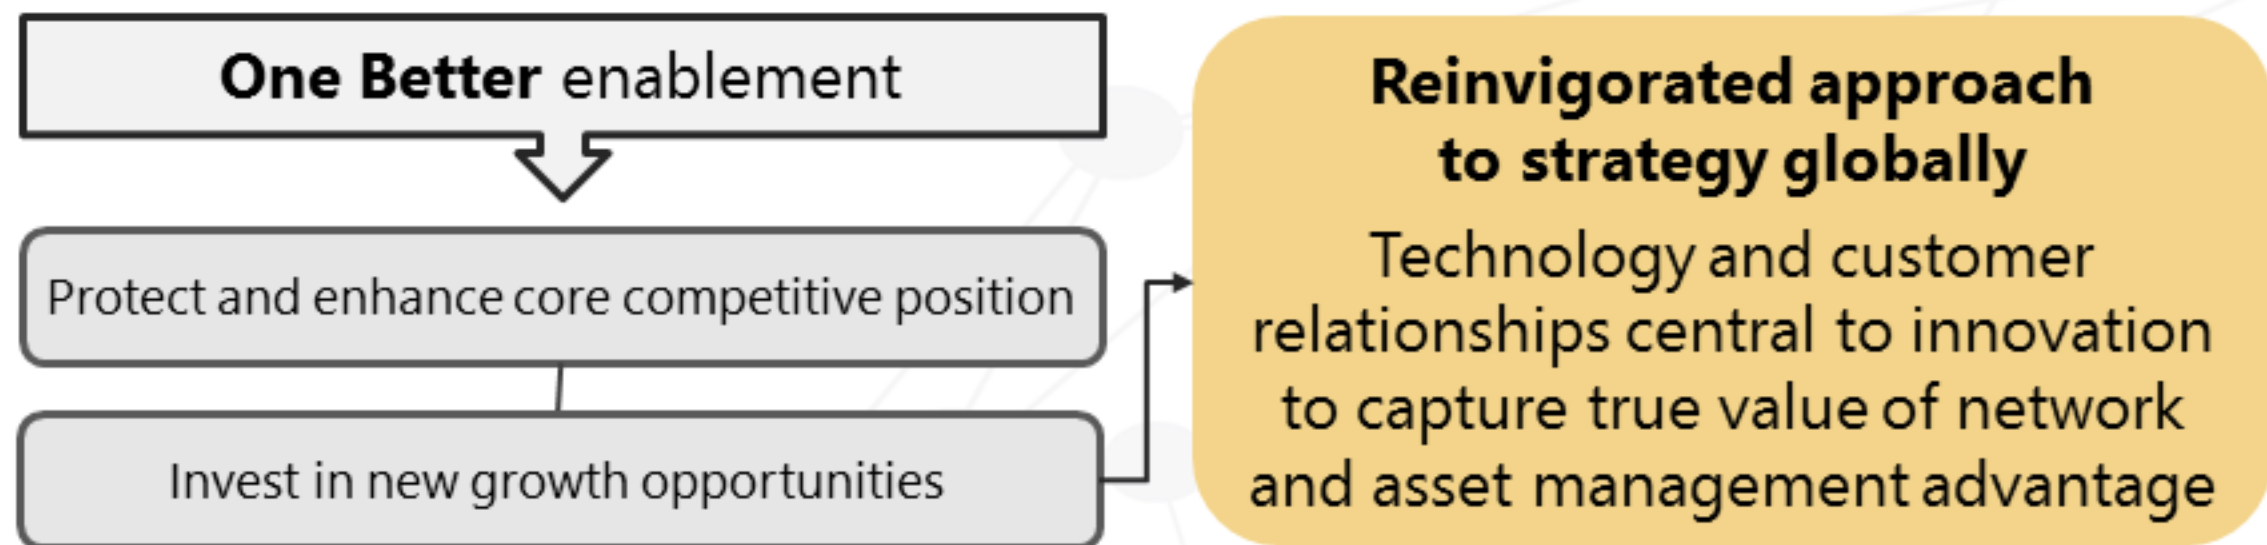 One Better enablement
Protect and enhance core competitive position
Invest in new growth opportunities
Reinvigorated approach
to strategy globally
Technology and customer
relationships central to innovation
to capture true value of network
and asset management advantage